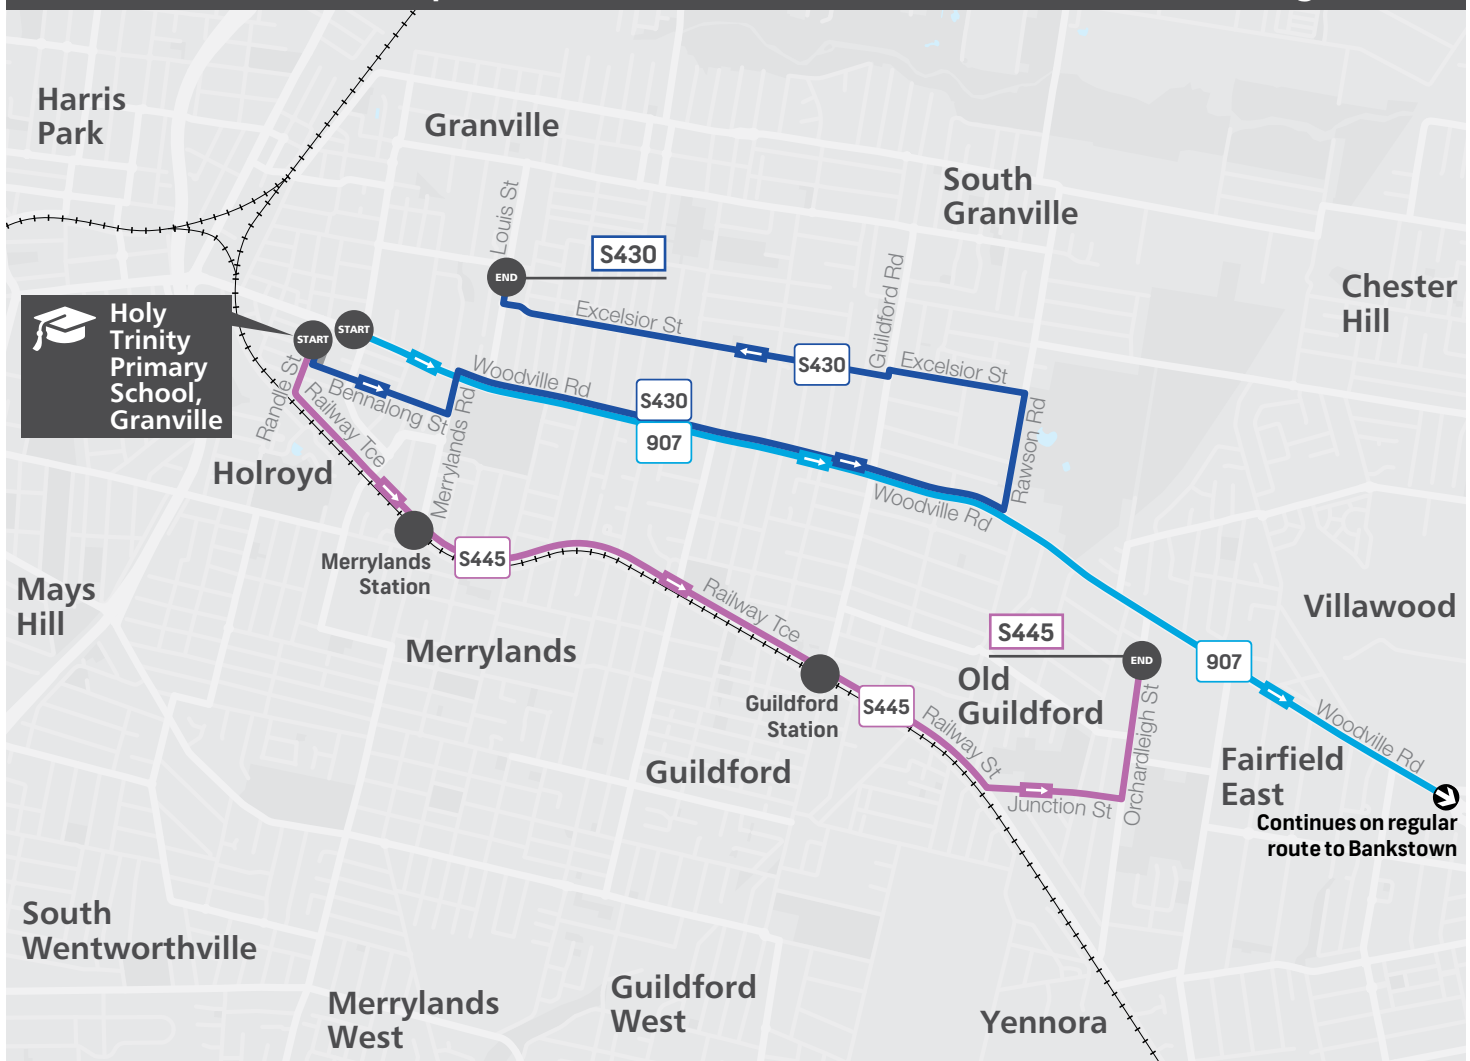 Harris
Park
Granville
South
Granville
Chester
Hill
Louis St
S430
END
Excelsior St
Guildford Rd
S430
Excelsior St
Rawson Rd
Holy
Trinity
Primary
School,
Granville
START
START
Woodville Rd
Bennalong St
Randle St
Railway Tce
Merrylands Rd
S430
907
Woodville Rd
Holroyd
Merrylands
Station
S445
Mays
Hill
Railway Tce
Villawood
Merrylands
S445
END
907
Old
Guildford
Guildford
Station
S445
Railway St
Orchardleigh St
Woodville Rd
Guildford
Junction St
Fairfield
East
Continues on regular
route to Bankstown
South
Wentworthville
Merrylands
West
Guildford
West
Yennora